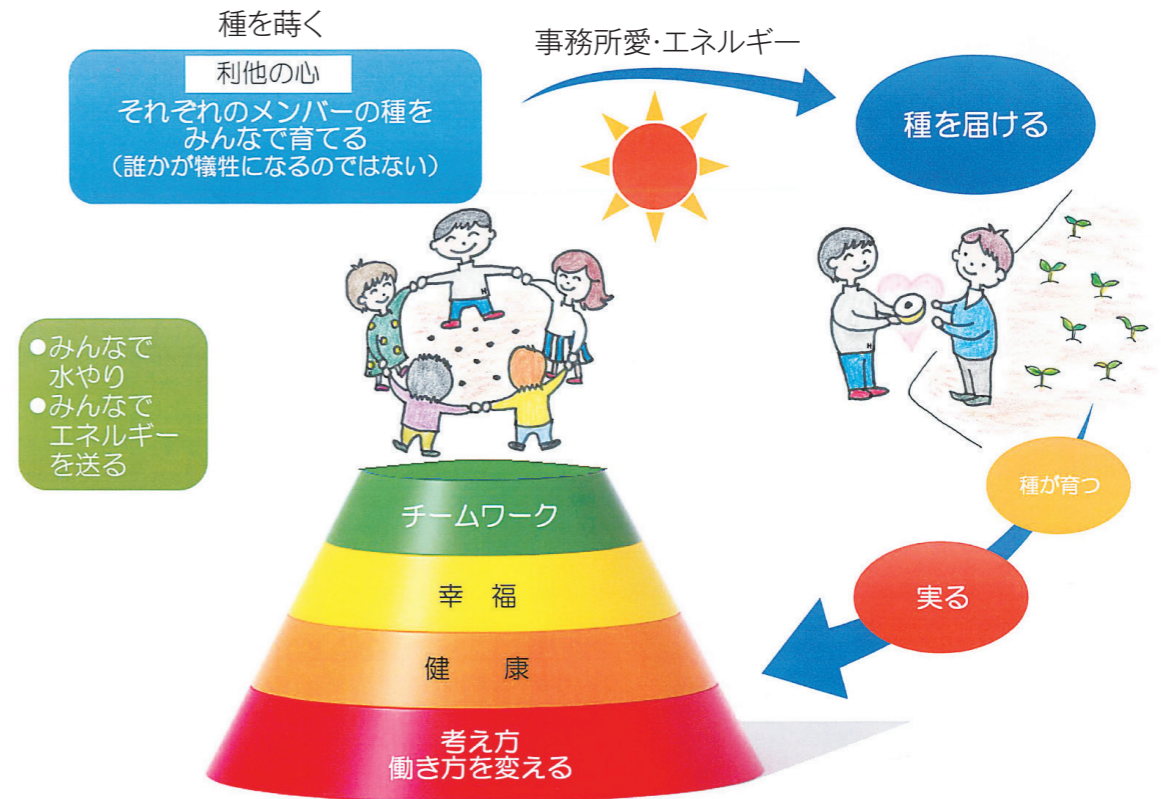 種を蒔く
利他の心
それぞれのメンバーの種を
みんなで育てる
（誰かが犠牲になるのではない）
事務所愛・エネルギー
種を届ける
H
H
●みんなで
水やり
●みんなで
エネルギー
を送る
種が育つ
実る
チームワーク
幸 福
健 康
考え方
働き方を変える